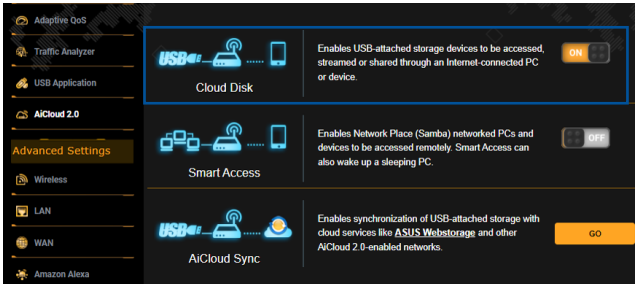 Adaptive QoS
Traffic Analyzer
USB Application
AiCloud 2.0
Advanced Settings
Wireless
LAN
WAN
Amazon Alexa
USB
Cloud Disk
Enables USB-attached storage devices to be accessed,
streamed or shared through an Internet-connected PC
or device.
ON
Smart Access
Enables Network Place (Samba) networked PCs and
devices to be accessed remotely. Smart Access can
also wake up a sleeping PC.
OFF
USB
AiCloud Sync
Enables synchronization of USB-attached storage with
cloud services like ASUS Webstorage and other
AiCloud 2.0-enabled networks.
GO